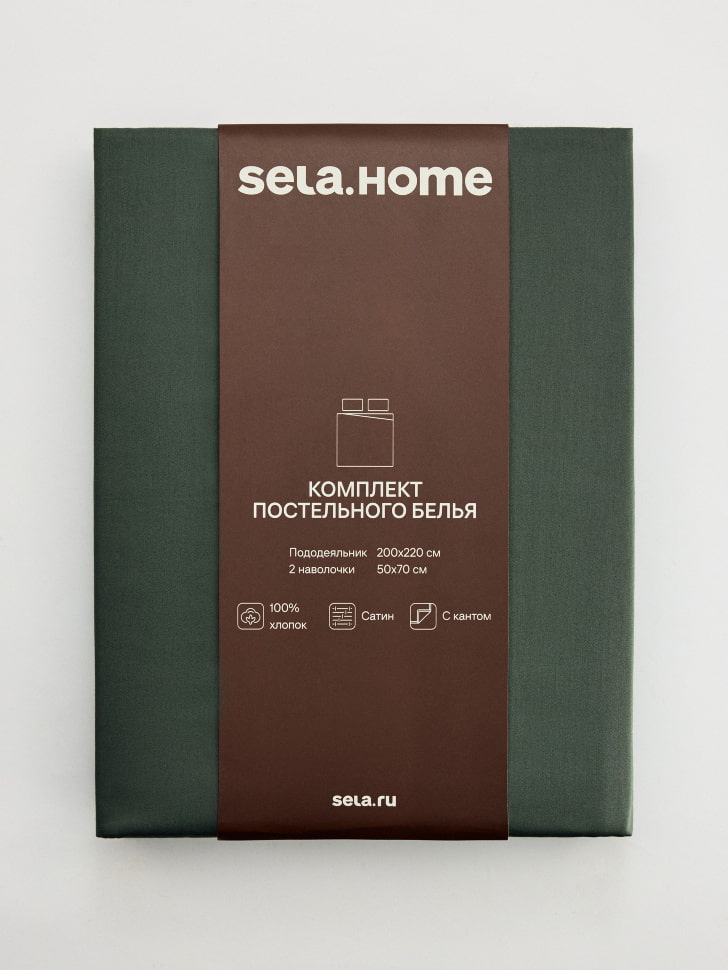 sela.Home
КОМПЛЕКТ
ПОСТЕЛЬНОГО БЕЛЬЯ
Пододеяльник 200x220 см
2 наволочки 50x70 см
100%
хлопок
Сатин
С кантом
sela.ru